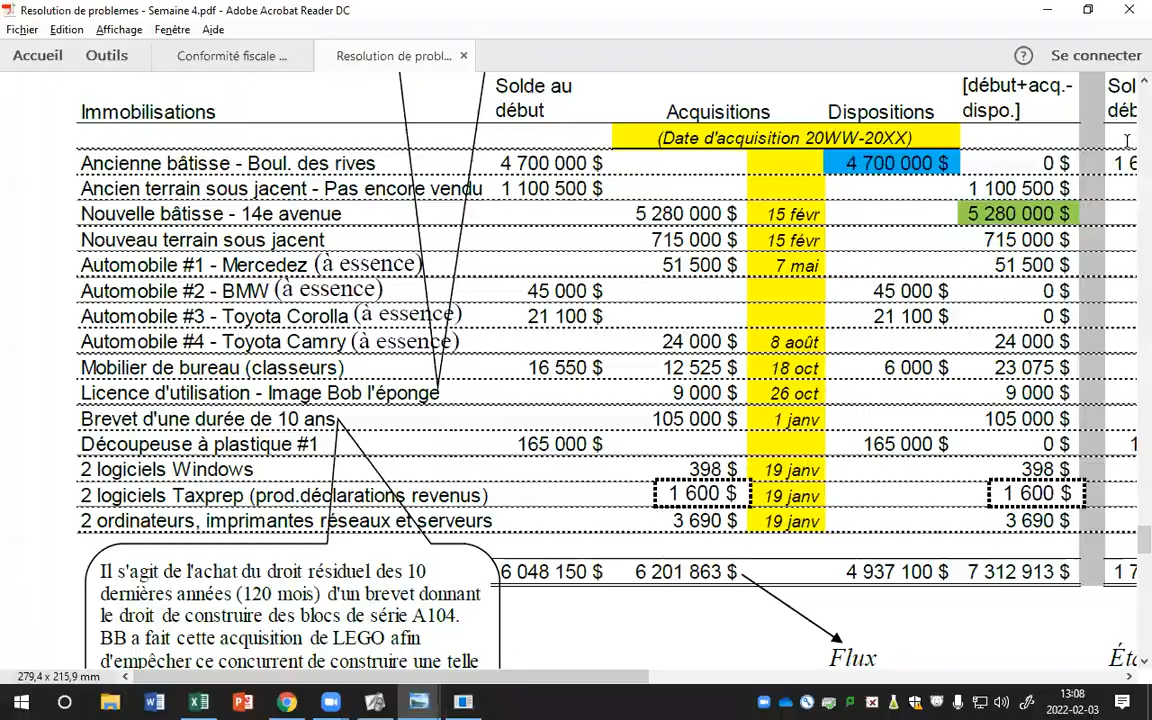 Resolution de problemes - Semaine 4.pdf - Adobe Acrobat Reader DC
Fichier Edition Affichage Fenêtre Aide
Accueil Outils Conformité fiscale ... Resolution de probl... × ? Se connecter
Immobilisations Solde au début Acquisitions Dispositions [début+acq.-dispo.] Sol déb
(Date d'acquisition 20WW-20XX)
Ancienne bâtisse - Boul. des rives 4 700 000 $ 4 700 000 $ 0 $ 1 6
Ancien terrain sous jacent - Pas encore vendu 1 100 500 $ 1 100 500 $
Nouvelle bâtisse - 14e avenue 5 280 000 $ 15 févr 5 280 000 $
Nouveau terrain sous jacent 715 000 $ 15 févr 715 000 $
Automobile #1 - Mercedez (à essence) 51 500 $ 7 mai 51 500 $
Automobile #2 - BMW (à essence) 45 000 $ 45 000 $ 0 $
Automobile #3 - Toyota Corolla (à essence) 21 100 $ 21 100 $ 0 $
Automobile #4 - Toyota Camry (à essence) 24 000 $ 8 août 24 000 $
Mobilier de bureau (classeurs) 16 550 $ 12 525 $ 18 oct 6 000 $ 23 075 $
Licence d'utilisation - Image Bob l'éponge 9 000 $ 26 oct 9 000 $
Brevet d'une durée de 10 ans 105 000 $ 1 janv 105 000 $
Découpeuse à plastique #1 165 000 $ 165 000 $ 0 $ 1
2 logiciels Windows 398 $ 19 janv 398 $
2 logiciels Taxprep (prod.déclarations revenus) 1 600 $ 19 janv 1 600 $
2 ordinateurs, imprimantes réseaux et serveurs 3 690 $ 19 janv 3 690 $
6 048 150 $ 6 201 863 $ 4 937 100 $ 7 312 913 $ 1 7
Il s'agit de l'achat du droit résiduel des 10
dernières années (120 mois) d'un brevet donnant
le droit de construire des blocs de série A104.
BB a fait cette acquisition de LEGO afin
d'empêcher ce concurrent de construire une telle
Flux Éta
279,4 x 215,9 mm
13:08
2022-02-03